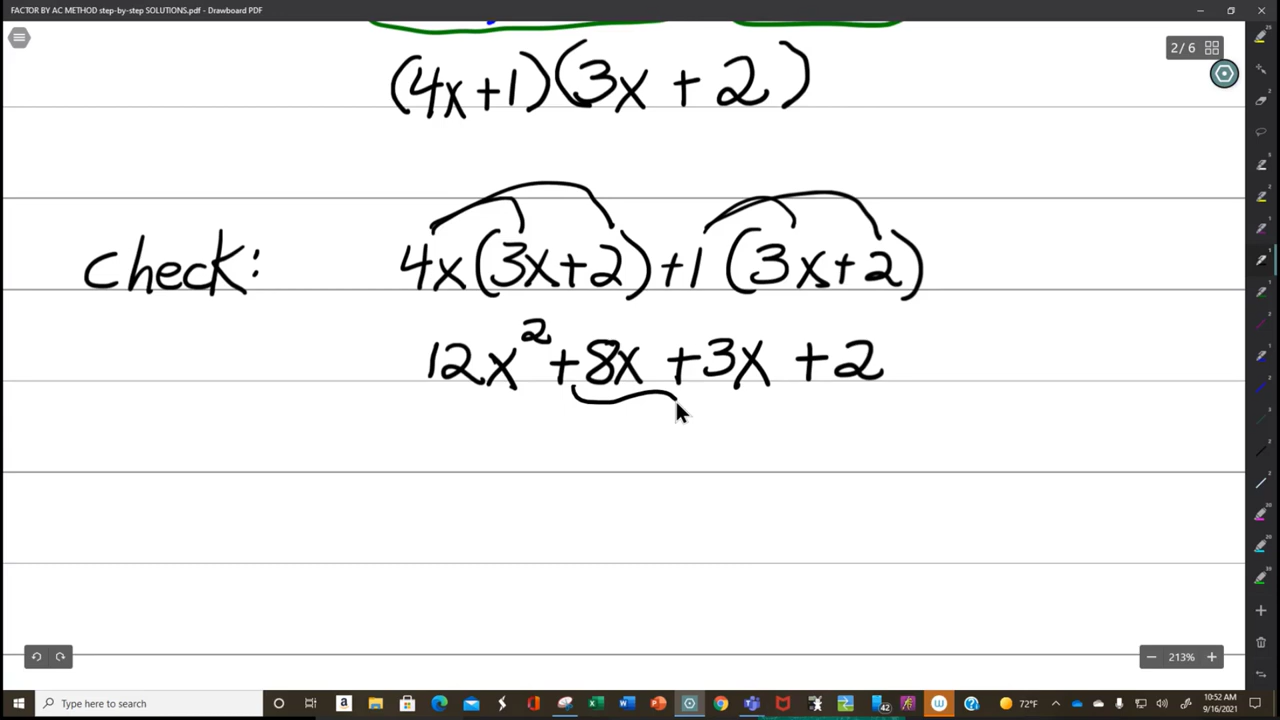 FACTOR BY AC METHOD step-by-step SOLUTIONS.pdf - Drawboard PDF
2/6
(4x+1)(3x + 2)
check: 4x(3x+2)+1(3x+2)
12x² +8x +3x +2
213%
Type here to search
42
72°F
10:52 AM
9/16/2021